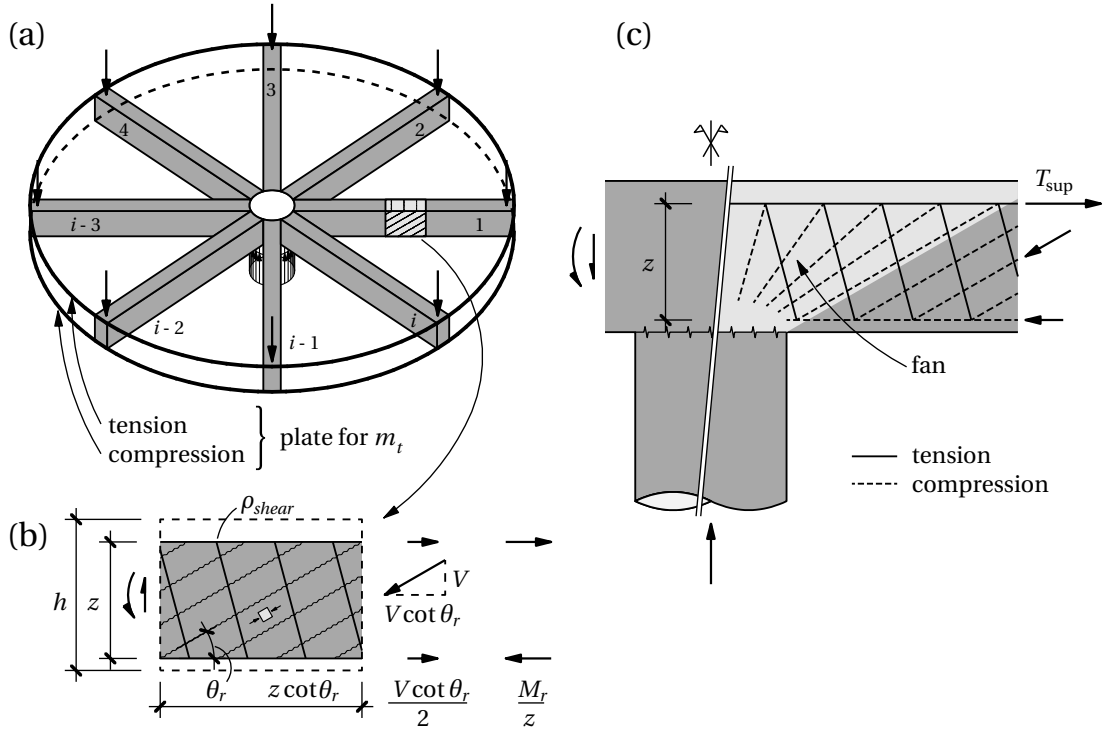 (a)
3
4
2
i - 3
1
i - 2
i
i - 1
tension
compression
plate for m_t
(b)
ρ_shear
h
z
V
V cot θ_r
θ_r
z cot θ_r
V cot θ_r
2
M_r
z
(c)
T_sup
z
fan
tension
compression